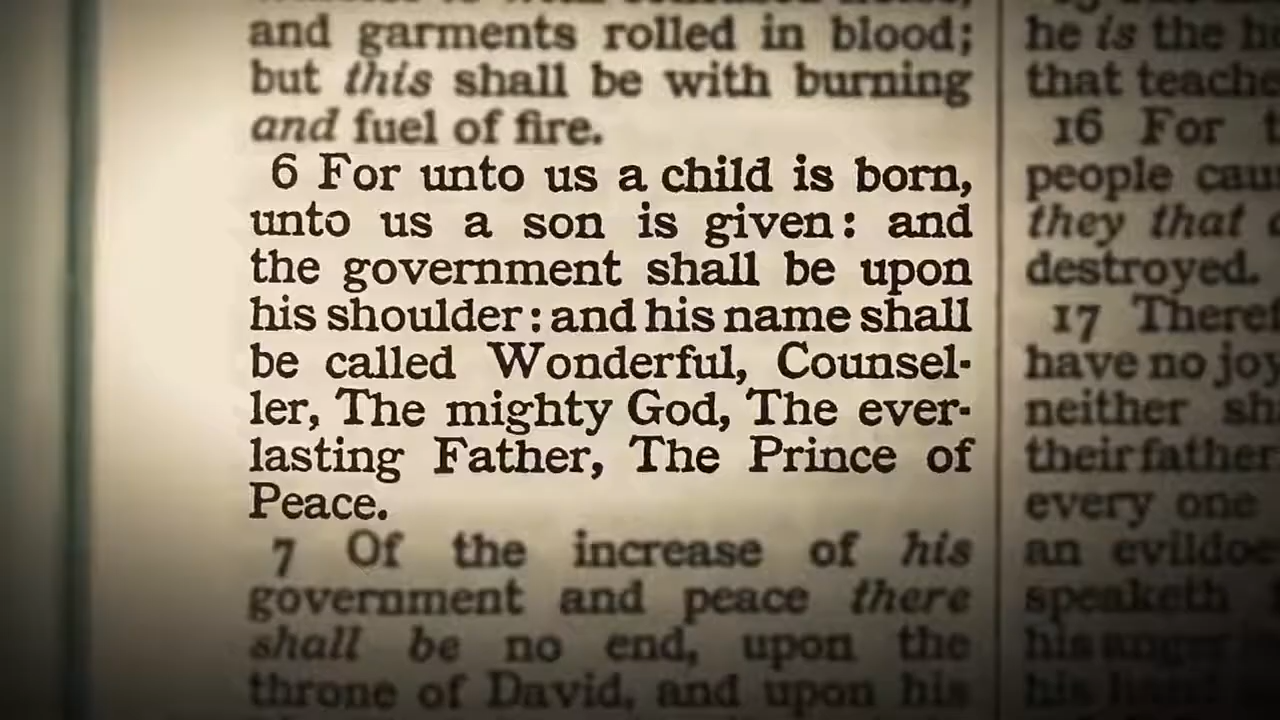 and garments rolled in blood;
but this shall be with burning
and fuel of fire.
6 For unto us a child is born,
unto us a son is given: and
the government shall be upon
his shoulder: and his name shall
be called Wonderful, Counsel-
ler, The mighty God, The ever-
lasting Father, The Prince of
Peace.
7 Of the increase of his
government and peace there
shall be no end, upon the
throne of David, and upon his
he is the
that
16 For
people
they that
destroyed.
17
have no joy
neither
their father
every one
an
speaketh
his anger
his